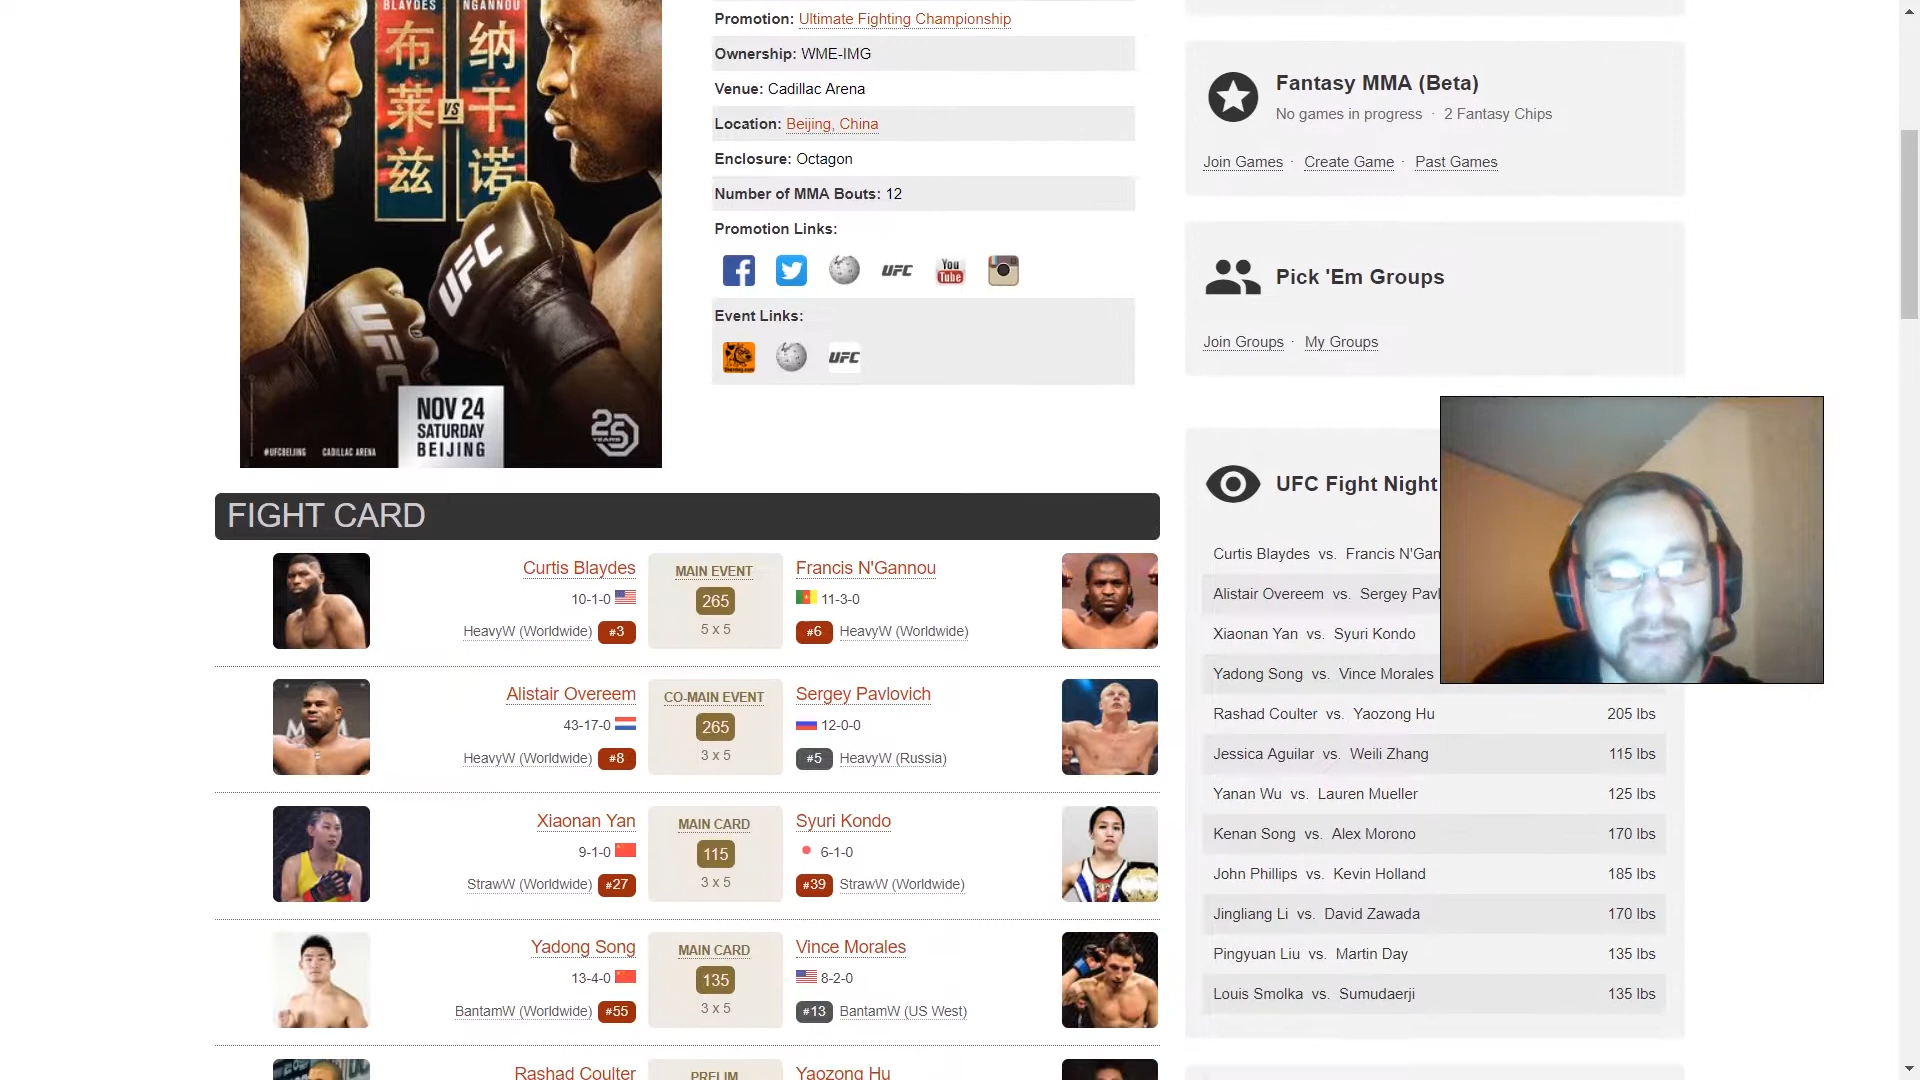 BLAYDES
NGANNOU
布莱兹
VS
纳干诺
UFC
UFC
NOV 24
SATURDAY
BEIJING
#UFCBEIJING
CADILLAC ARENA
25
YEARS
Promotion: Ultimate Fighting Championship
Ownership: WME-IMG
Venue: Cadillac Arena
Location: Beijing, China
Enclosure: Octagon
Number of MMA Bouts: 12
Promotion Links:
UFC
You
Tube
Event Links:
UFC
FIGHT CARD
Curtis Blaydes
10-1-0
HeavyW (Worldwide) #3
MAIN EVENT
265
5 x 5
Francis N'Gannou
11-3-0
#6 HeavyW (Worldwide)
Alistair Overeem
43-17-0
HeavyW (Worldwide) #8
CO-MAIN EVENT
265
3 x 5
Sergey Pavlovich
12-0-0
#5 HeavyW (Russia)
Xiaonan Yan
9-1-0
StrawW (Worldwide) #27
MAIN CARD
115
3 x 5
Syuri Kondo
6-1-0
#39 StrawW (Worldwide)
Yadong Song
13-4-0
BantamW (Worldwide) #55
MAIN CARD
135
3 x 5
Vince Morales
8-2-0
#13 BantamW (US West)
Rashad Coulter
PRELIM
Yaozong Hu
Fantasy MMA (Beta)
No games in progress · 2 Fantasy Chips
Join Games · Create Game · Past Games
Pick 'Em Groups
Join Groups · My Groups
UFC Fight Night
Curtis Blaydes vs. Francis N'Gan
Alistair Overeem vs. Sergey Pavl
Xiaonan Yan vs. Syuri Kondo
Yadong Song vs. Vince Morales
Rashad Coulter vs. Yaozong Hu 205 lbs
Jessica Aguilar vs. Weili Zhang 115 lbs
Yanan Wu vs. Lauren Mueller 125 lbs
Kenan Song vs. Alex Morono 170 lbs
John Phillips vs. Kevin Holland 185 lbs
Jingliang Li vs. David Zawada 170 lbs
Pingyuan Liu vs. Martin Day 135 lbs
Louis Smolka vs. Sumudaerji 135 lbs